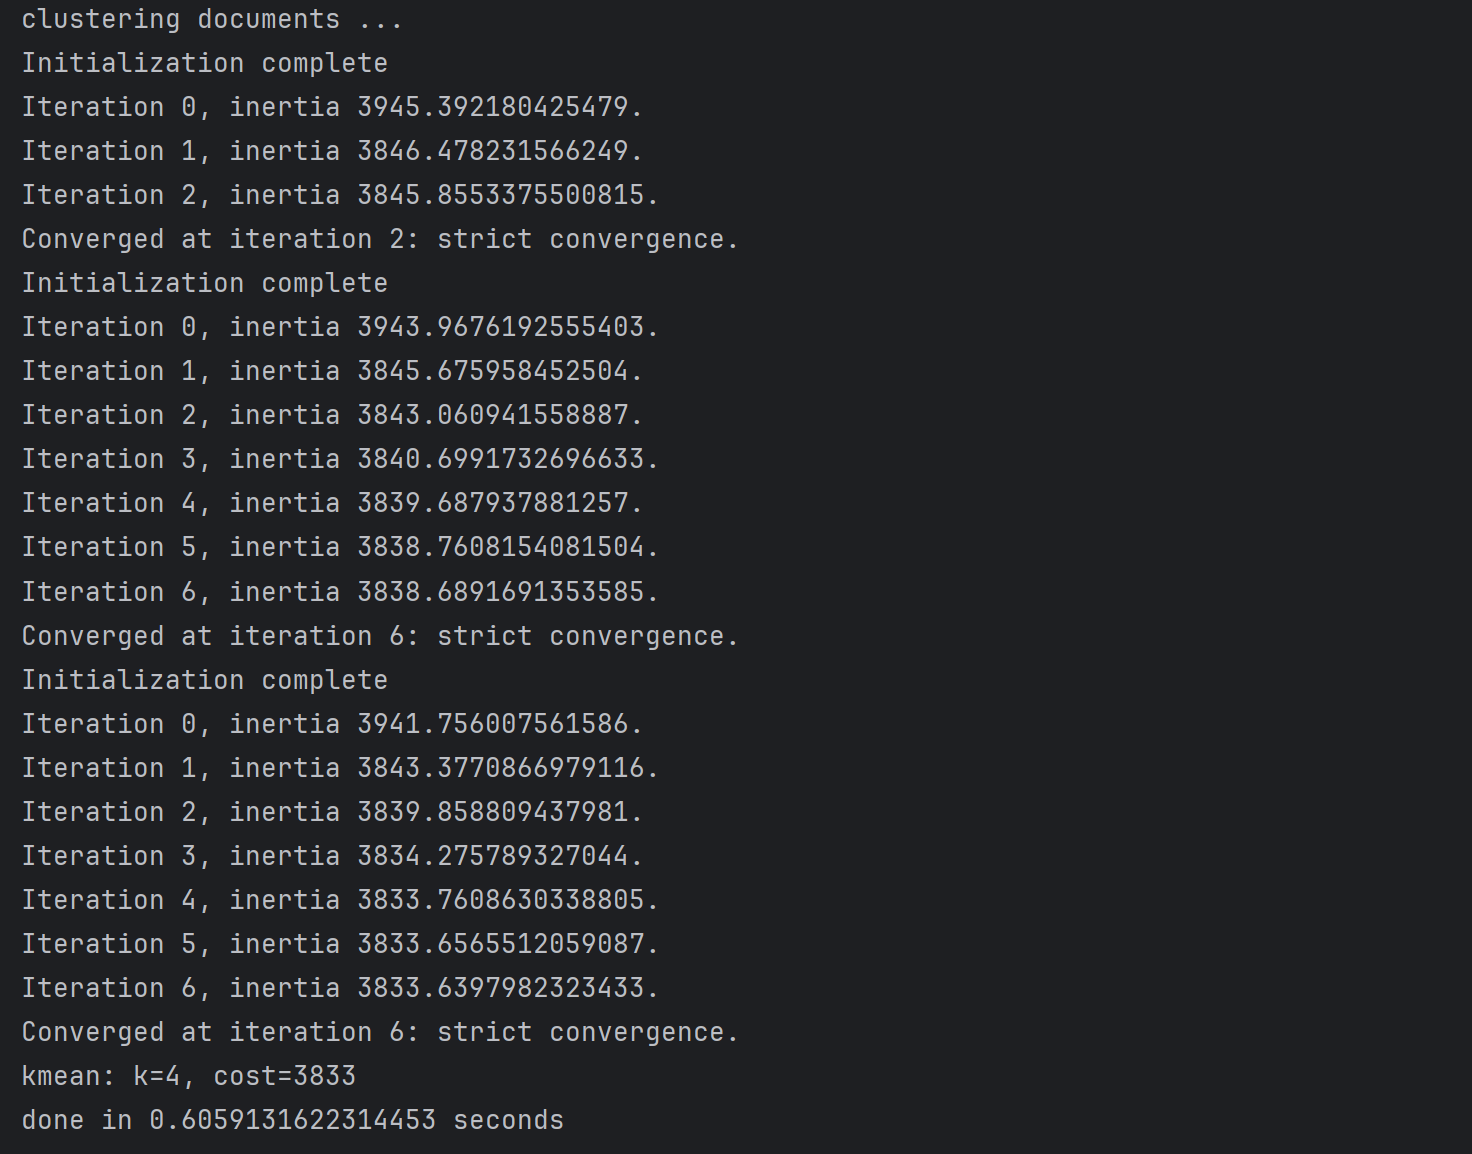 clustering documents ...
Initialization complete
Iteration 0, inertia 3945.392180425479.
Iteration 1, inertia 3846.478231566249.
Iteration 2, inertia 3845.8553375500815.
Converged at iteration 2: strict convergence.
Initialization complete
Iteration 0, inertia 3943.9676192555403.
Iteration 1, inertia 3845.675958452504.
Iteration 2, inertia 3843.060941558887.
Iteration 3, inertia 3840.6991732696633.
Iteration 4, inertia 3839.687937881257.
Iteration 5, inertia 3838.7608154081504.
Iteration 6, inertia 3838.6891691353585.
Converged at iteration 6: strict convergence.
Initialization complete
Iteration 0, inertia 3941.756007561586.
Iteration 1, inertia 3843.3770866979116.
Iteration 2, inertia 3839.858809437981.
Iteration 3, inertia 3834.275789327044.
Iteration 4, inertia 3833.7608630338805.
Iteration 5, inertia 3833.6565512059087.
Iteration 6, inertia 3833.6397982323433.
Converged at iteration 6: strict convergence.
kmean: k=4, cost=3833
done in 0.6059131622314453 seconds